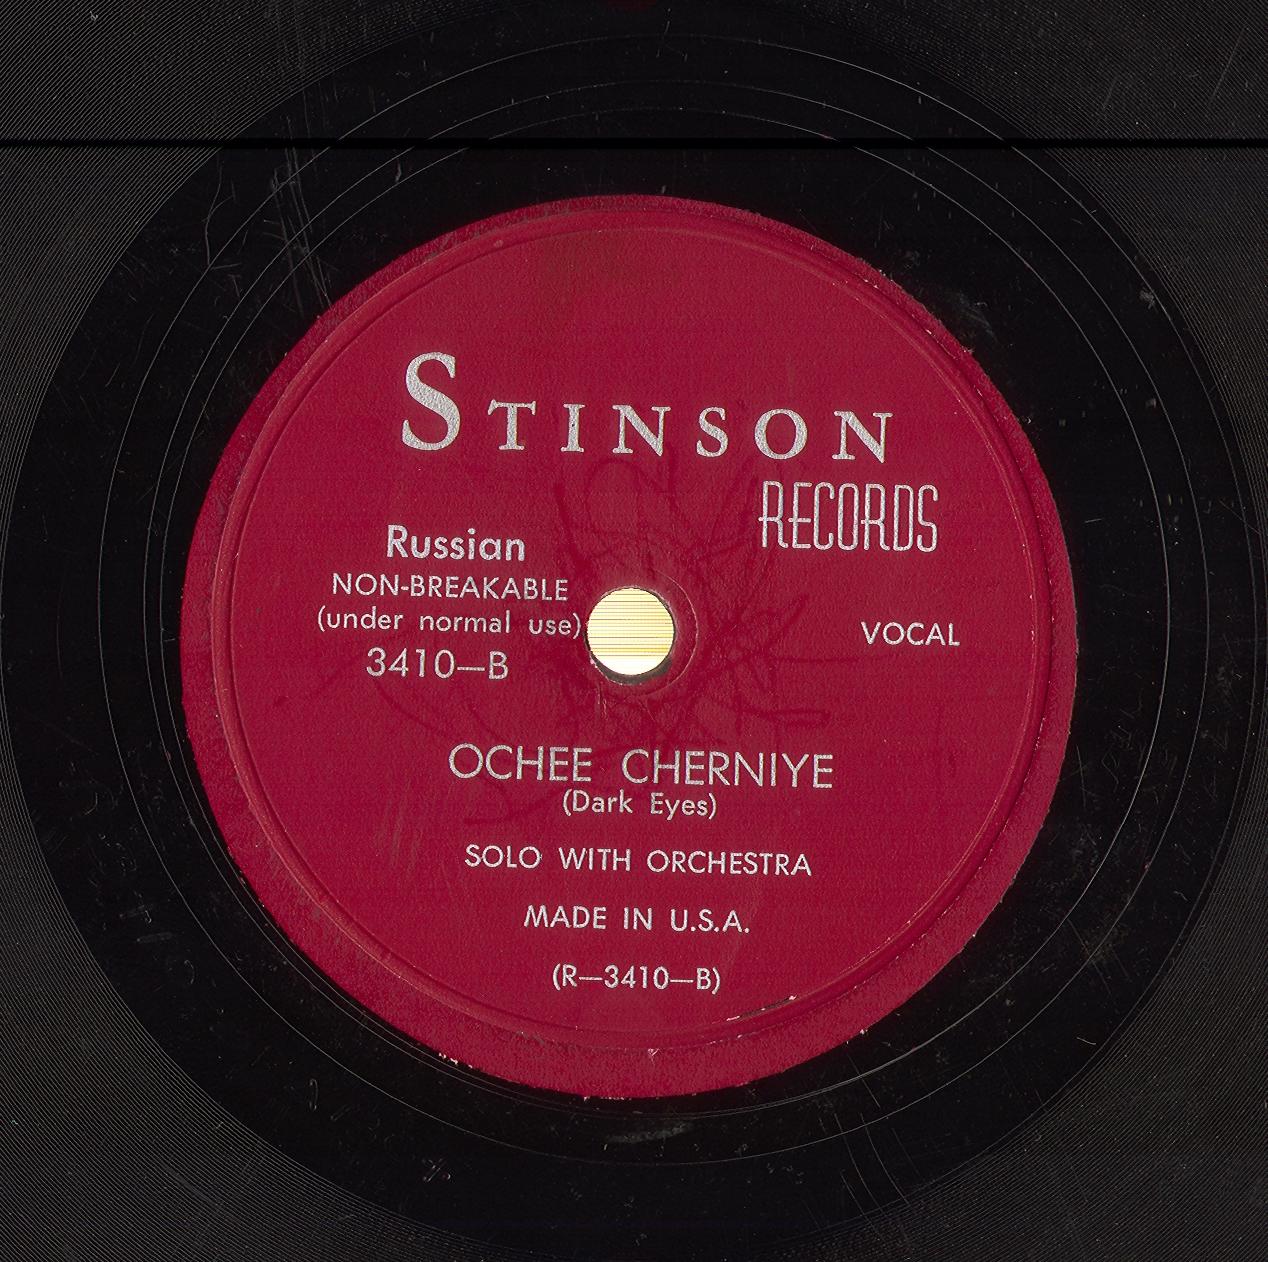 STINSON
RECORDS
Russian
NON-BREAKABLE
(under normal use)
3410—B
VOCAL
OCHEE CHERNIYE
(Dark Eyes)
SOLO WITH ORCHESTRA
MADE IN U.S.A.
(R—3410—B)